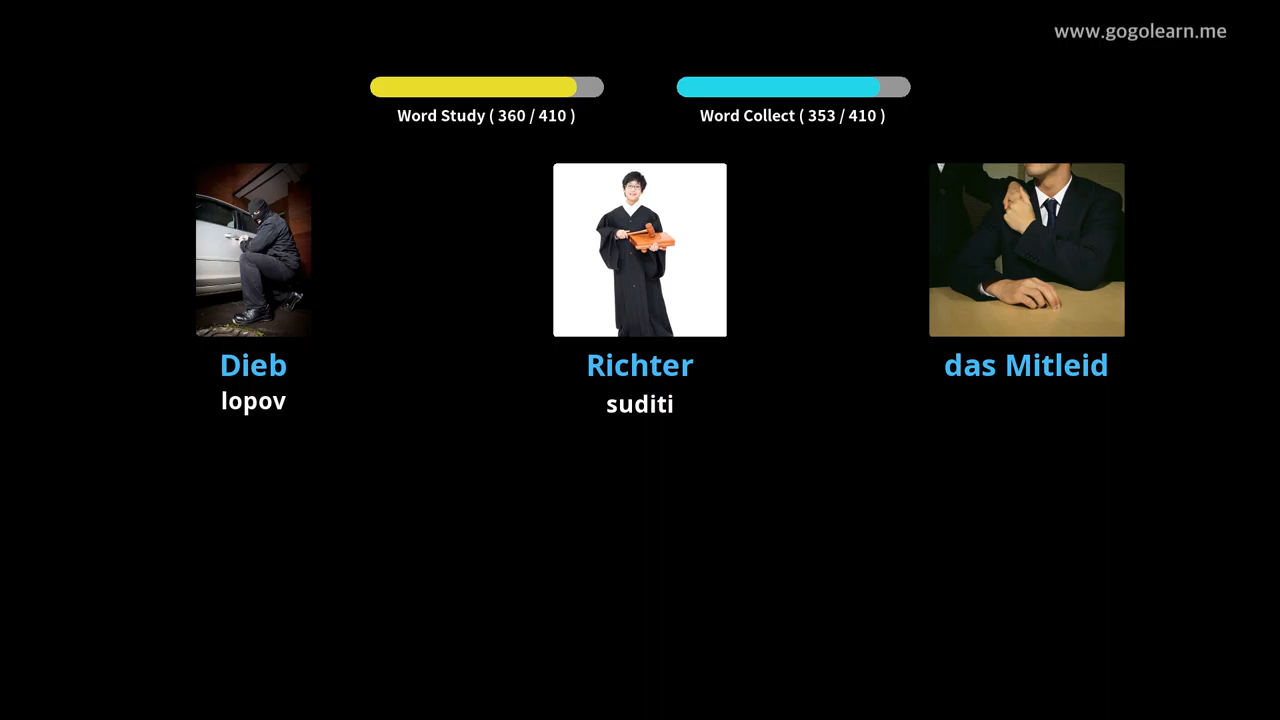 www.gogolearn.me
Word Study ( 360 / 410 )
Word Collect ( 353 / 410 )
Dieb
lopov
Richter
suditi
das Mitleid